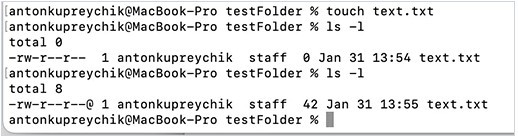 [antonkupreychik@MacBook-Pro testFolder % touch text.txt
[antonkupreychik@MacBook-Pro testFolder % ls -l
total 0
-rw-r--r--  1 antonkupreychik  staff  0 Jan 31 13:54 text.txt
[antonkupreychik@MacBook-Pro testFolder % ls -l
total 8
-rw-r--r--@ 1 antonkupreychik  staff  42 Jan 31 13:55 text.txt
antonkupreychik@MacBook-Pro testFolder %